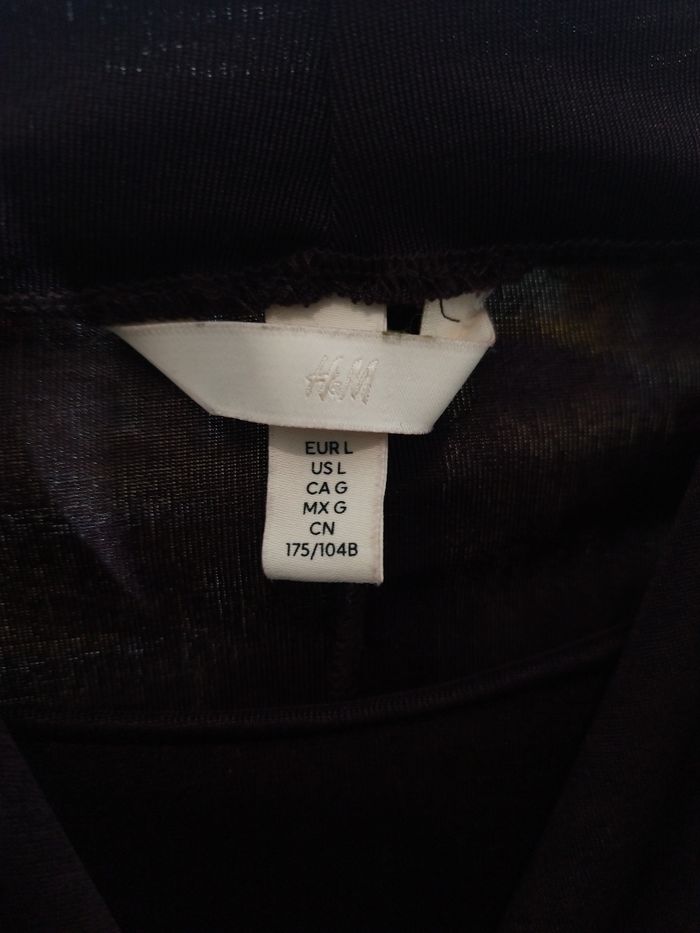 H&M
EUR L
US L
CA G
MX G
CN
175/104B